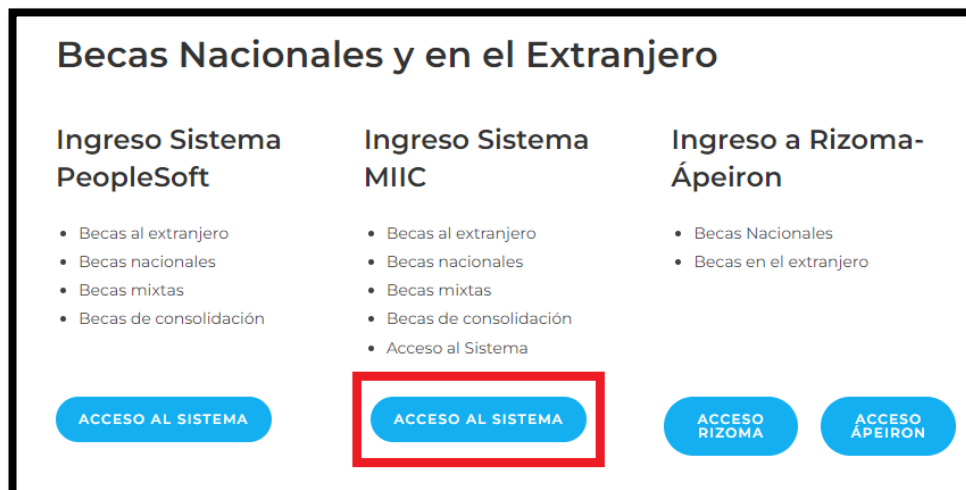 Becas Nacionales y en el Extranjero
Ingreso Sistema
PeopleSoft
• Becas al extranjero
• Becas nacionales
• Becas mixtas
• Becas de consolidación
ACCESO AL SISTEMA
Ingreso Sistema
MIIC
• Becas al extranjero
• Becas nacionales
• Becas mixtas
• Becas de consolidación
• Acceso al Sistema
ACCESO AL SISTEMA
Ingreso a Rizoma-
Ápeiron
• Becas Nacionales
• Becas en el extranjero
ACCESO
RIZOMA
ACCESO
ÁPEIRON